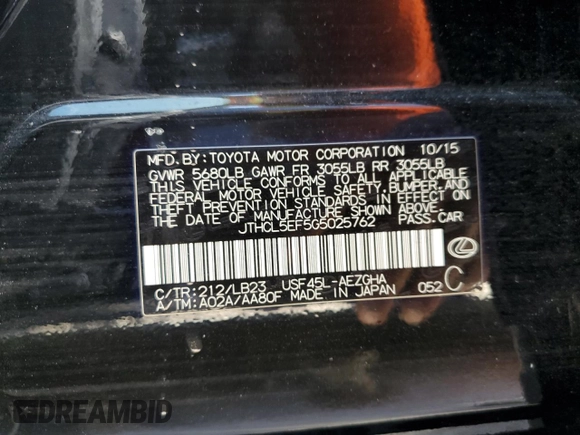 MFD.BY:TOYOTA MOTOR CORPORATION 10/15
GVWR 5680LB GAWR FR 3055LB RR 3055LB
THIS VEHICLE CONFORMS TO ALL APPLICABLE
FEDERAL MOTOR VEHICLE SAFETY,BUMPER,AND
THEFT PREVENTION STANDARDS IN EFFECT ON
THE DATE OF MANUFACTURE SHOWN ABOVE.
JTHCL5EF5G5025762 PASS.CAR
C/TR:212/LB23 USF45L-AEZGHA
A/TM:A02A/AA80F MADE IN JAPAN 052 C
DREAMBID